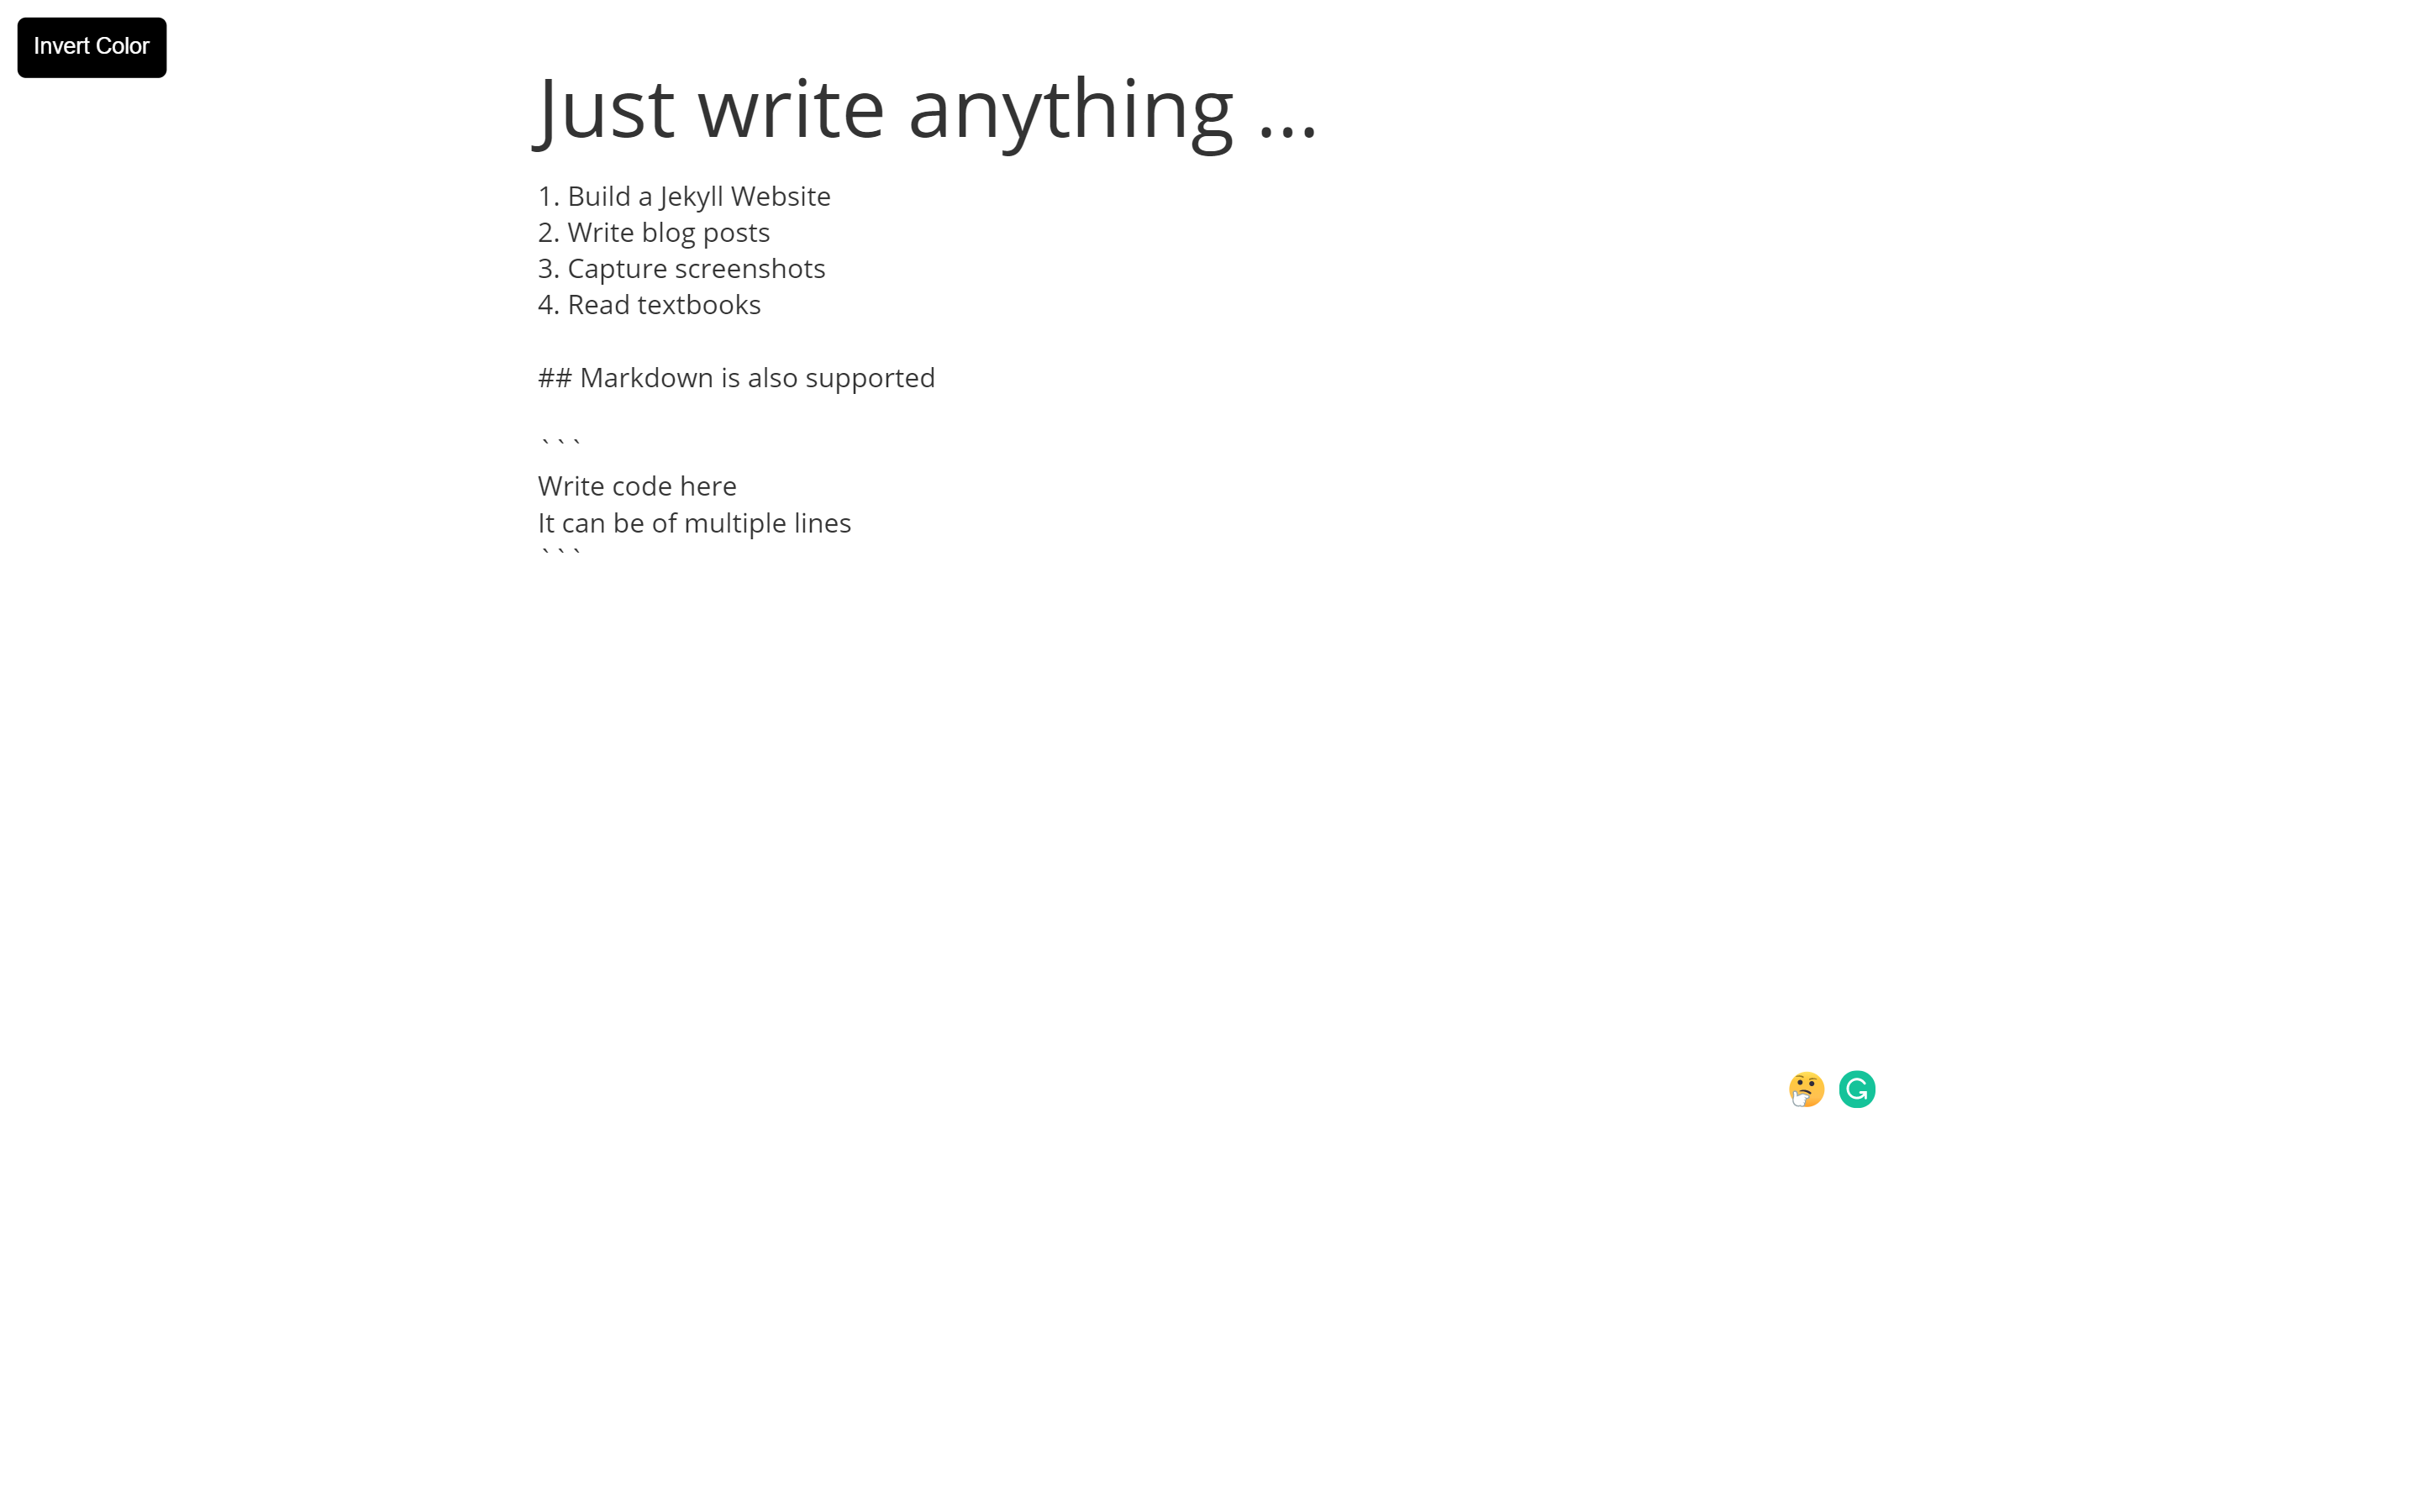 Invert Color
Just write anything ...
1. Build a Jekyll Website
2. Write blog posts
3. Capture screenshots
4. Read textbooks
## Markdown is also supported
```
Write code here
It can be of multiple lines
```